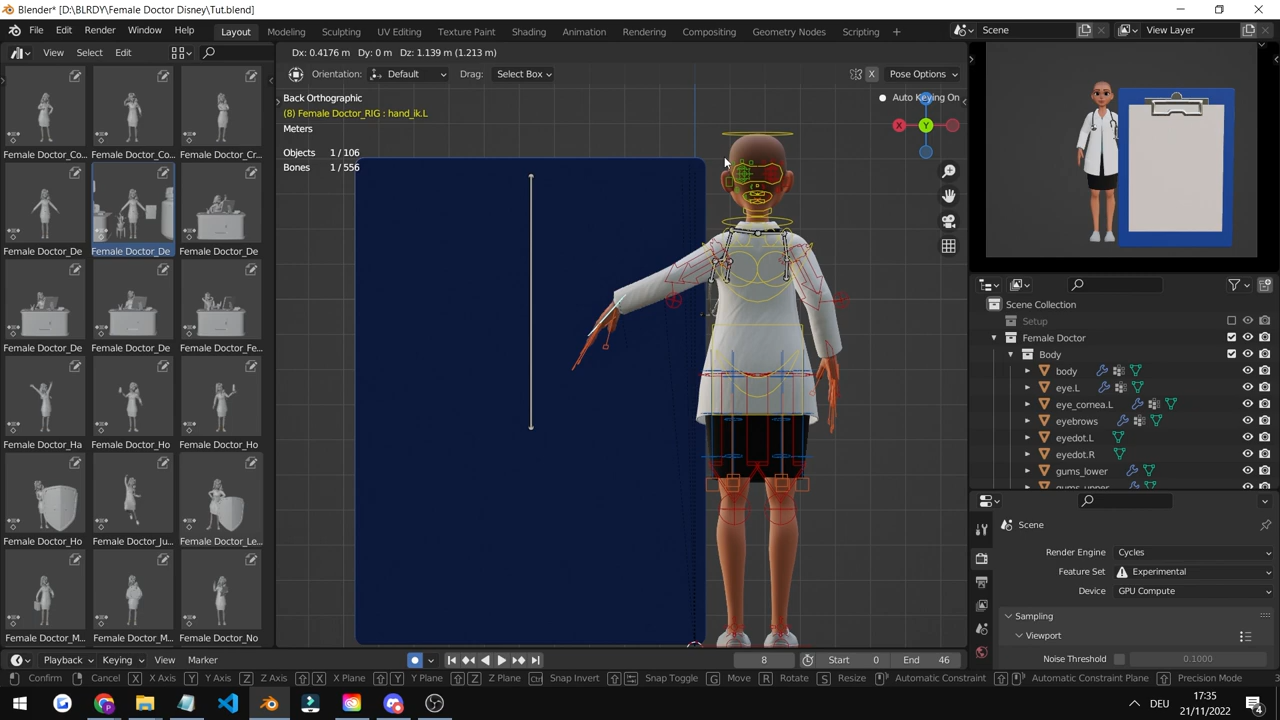 Blender* [D:\BLRDY\Female Doctor Disney\Tut.blend]
File Edit Render Window Help Layout Modeling Sculpting UV Editing Texture Paint Shading Animation Rendering Compositing Geometry Nodes Scripting + Scene View Layer
View Select Edit
Dx: 0.4176 m Dy: 0 m Dz: 1.139 m (1.213 m)
Orientation: Default Drag: Select Box X Pose Options
Back Orthographic
(8) Female Doctor_RIG : hand_ik.L
Meters
Objects 1 / 106
Bones 1 / 556
Auto Keying On
X Y Z
Female Doctor_Co... Female Doctor_Co... Female Doctor_Cr...
Female Doctor_De Female Doctor_De Female Doctor_De
Female Doctor_De Female Doctor_De Female Doctor_Fe...
Female Doctor_Ha Female Doctor_Ho Female Doctor_Ho
Female Doctor_Ho Female Doctor_Ju... Female Doctor_Le...
Female Doctor_M... Female Doctor_M... Female Doctor_No
Scene Collection
Setup
Female Doctor
Body
body
eye.L
eye_cornea.L
eyebrows
eyedot.L
eyedot.R
gums_lower
Scene
Render Engine Cycles
Feature Set Experimental
Device GPU Compute
Sampling
Viewport
Noise Threshold 0.1000
Playback Keying View Marker 8 Start 0 End 46
Confirm Cancel X X Axis Y Y Axis Z Z Axis X X Plane Y Y Plane Z Z Plane Ctrl Snap Invert Snap Toggle G Move R Rotate S Resize Automatic Constraint Automatic Constraint Plane Precision Mode
DEU
17:35
21/11/2022
4